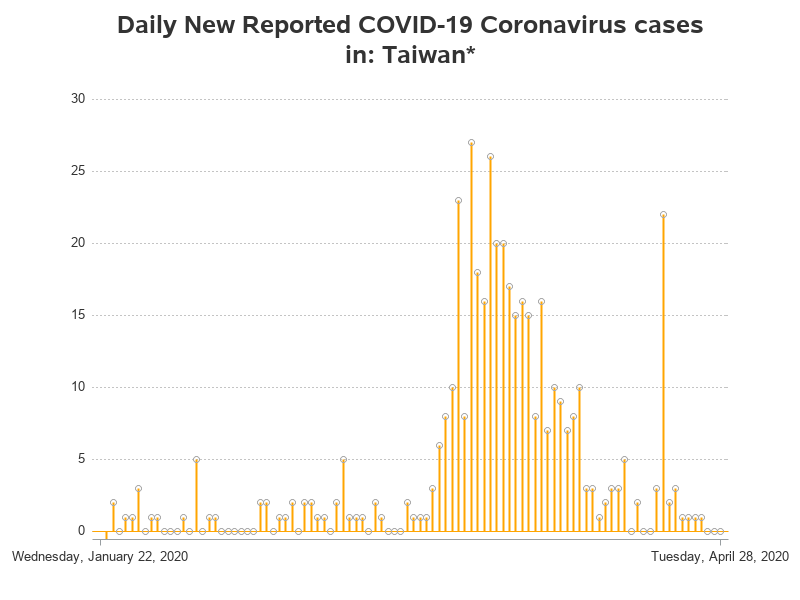 Daily New Reported COVID-19 Coronavirus cases
in: Taiwan*
30
25
20
15
10
5
0
Wednesday, January 22, 2020
Tuesday, April 28, 2020